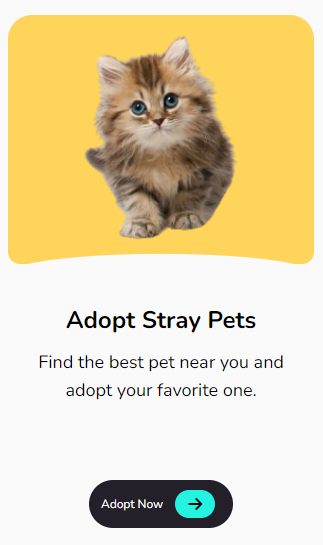 Adopt Stray Pets
Find the best pet near you and
adopt your favorite one.
Adopt Now